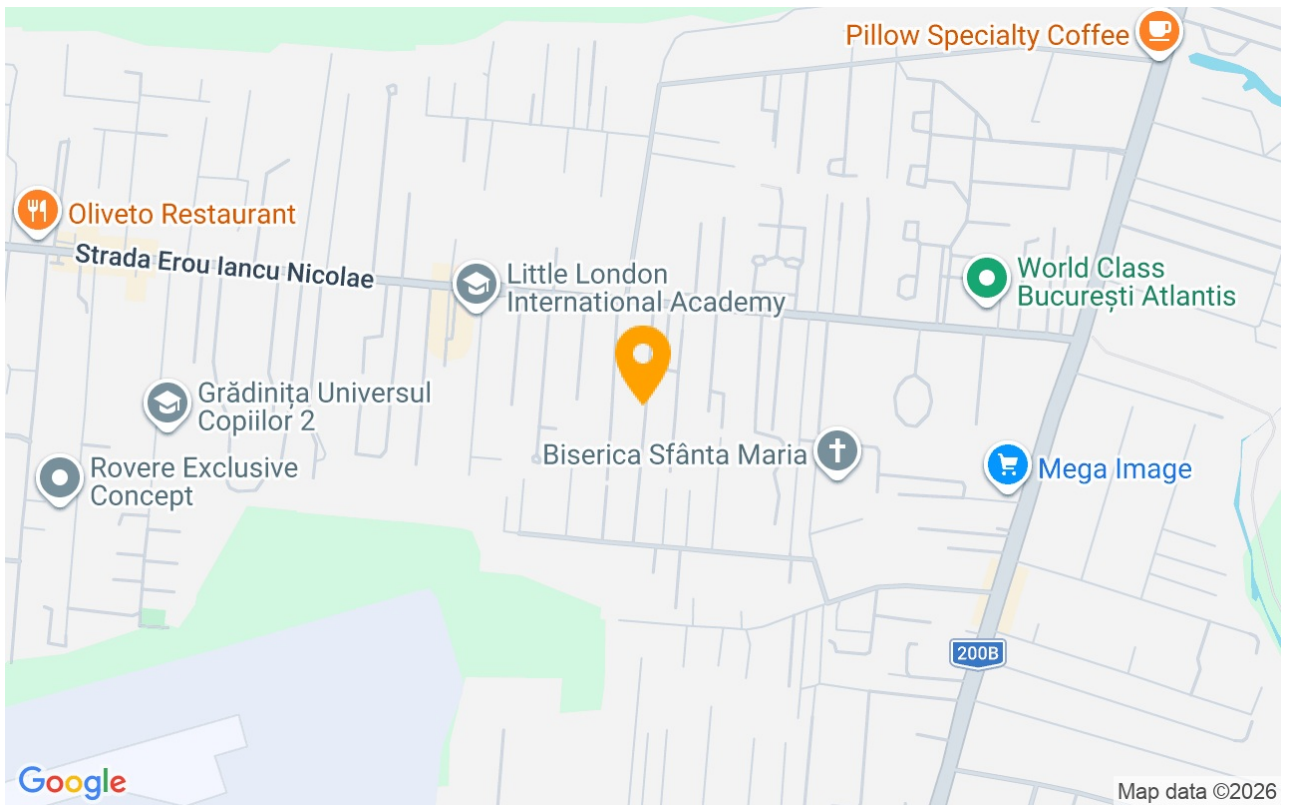 Pillow Specialty Coffee
Oliveto Restaurant
Strada Erou Iancu Nicolae
Little London
International Academy
World Class
București Atlantis
Grădinița Universul
Copiilor 2
Biserica Sfânta Maria
Mega Image
Rovere Exclusive
Concept
200B
Google
Map data ©2026